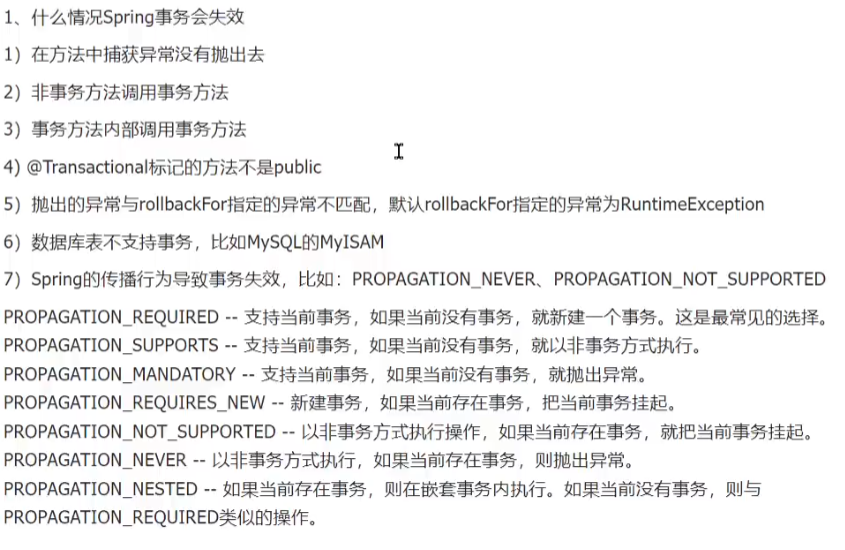 1、什么情况Spring事务会失效
1）在方法中捕获异常没有抛出去
2）非事务方法调用事务方法
3）事务方法内部调用事务方法
4) @Transactional标记的方法不是public
5）抛出的异常与rollbackFor指定的异常不匹配，默认rollbackFor指定的异常为RuntimeException
6）数据库表不支持事务，比如MySQL的MyISAM
7）Spring的传播行为导致事务失效，比如：PROPAGATION_NEVER、PROPAGATION_NOT_SUPPORTED
PROPAGATION_REQUIRED -- 支持当前事务，如果当前没有事务，就新建一个事务。这是最常见的选择。
PROPAGATION_SUPPORTS -- 支持当前事务，如果当前没有事务，就以非事务方式执行。
PROPAGATION_MANDATORY -- 支持当前事务，如果当前没有事务，就抛出异常。
PROPAGATION_REQUIRES_NEW -- 新建事务，如果当前存在事务，把当前事务挂起。
PROPAGATION_NOT_SUPPORTED -- 以非事务方式执行操作，如果当前存在事务，就把当前事务挂起。
PROPAGATION_NEVER -- 以非事务方式执行，如果当前存在事务，则抛出异常。
PROPAGATION_NESTED -- 如果当前存在事务，则在嵌套事务内执行。如果当前没有事务，则与
PROPAGATION_REQUIRED类似的操作。